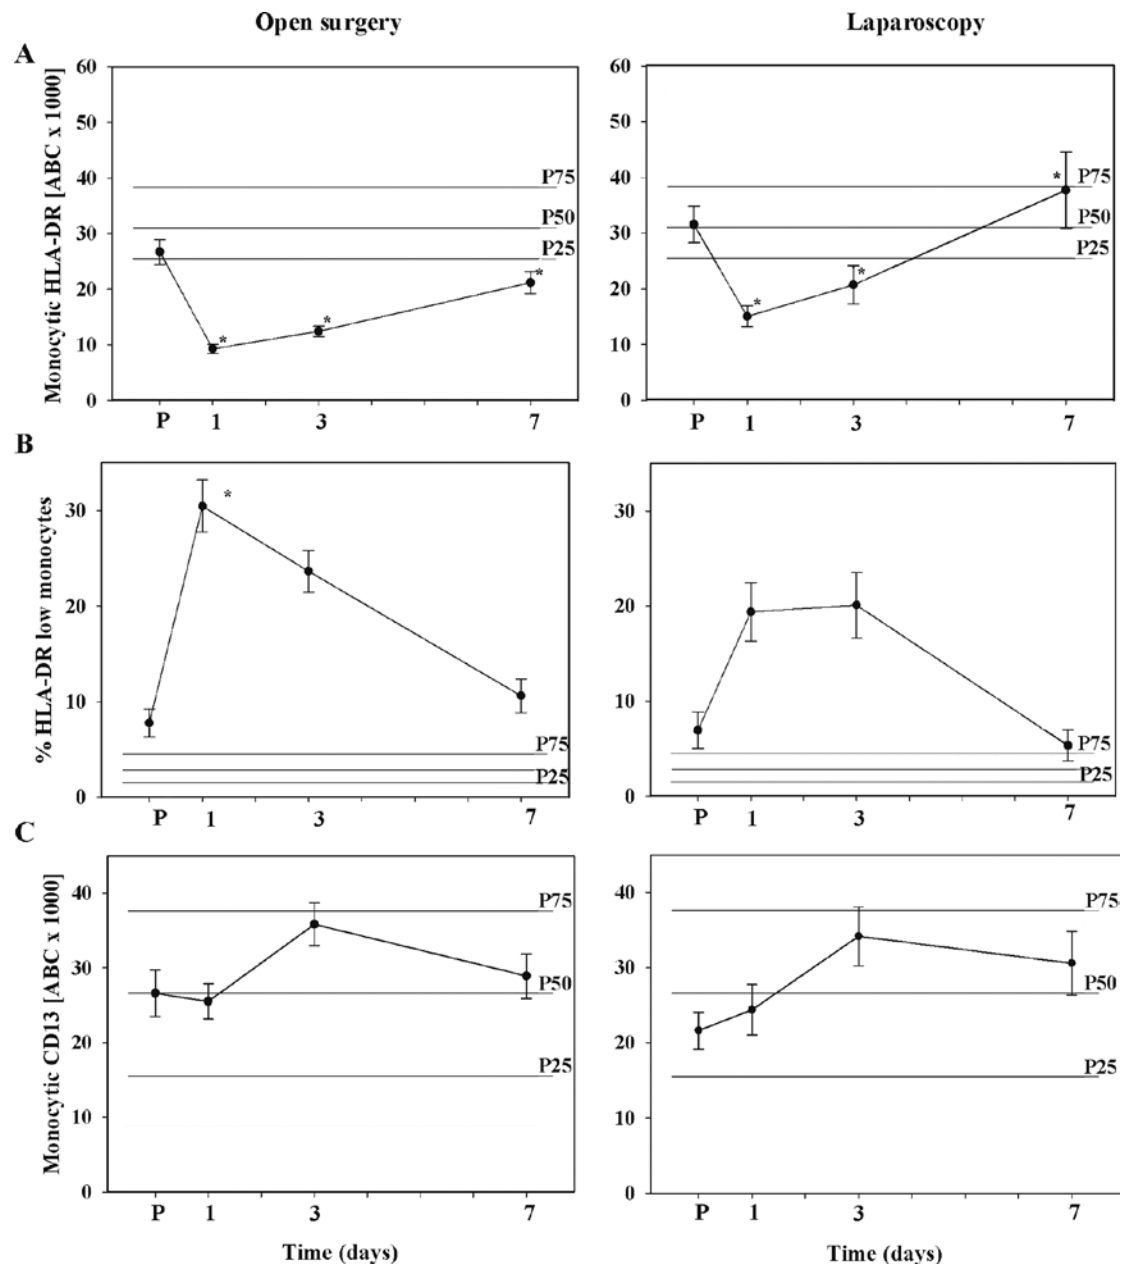 Open surgery Laparoscopy
A
Monocytic HLA-DR [ABC x 1000]
60 60
50 50
40 P75 40 * P75
30 P50 30 P50
P25 P25
20 * 20 *
10 * * 10 *
0 0
P 1 3 7 P 1 3 7
B
% HLA-DR low monocytes
30 * 30
20 20
10 10
P75 P75
P25 P25
0 0
P 1 3 7 P 1 3 7
C
Monocytic CD13 [ABC x 1000]
40 P75 40 P75
30 P50 30 P50
20 20
P25 P25
10 10
0 0
P 1 3 7 P 1 3 7
Time (days) Time (days)